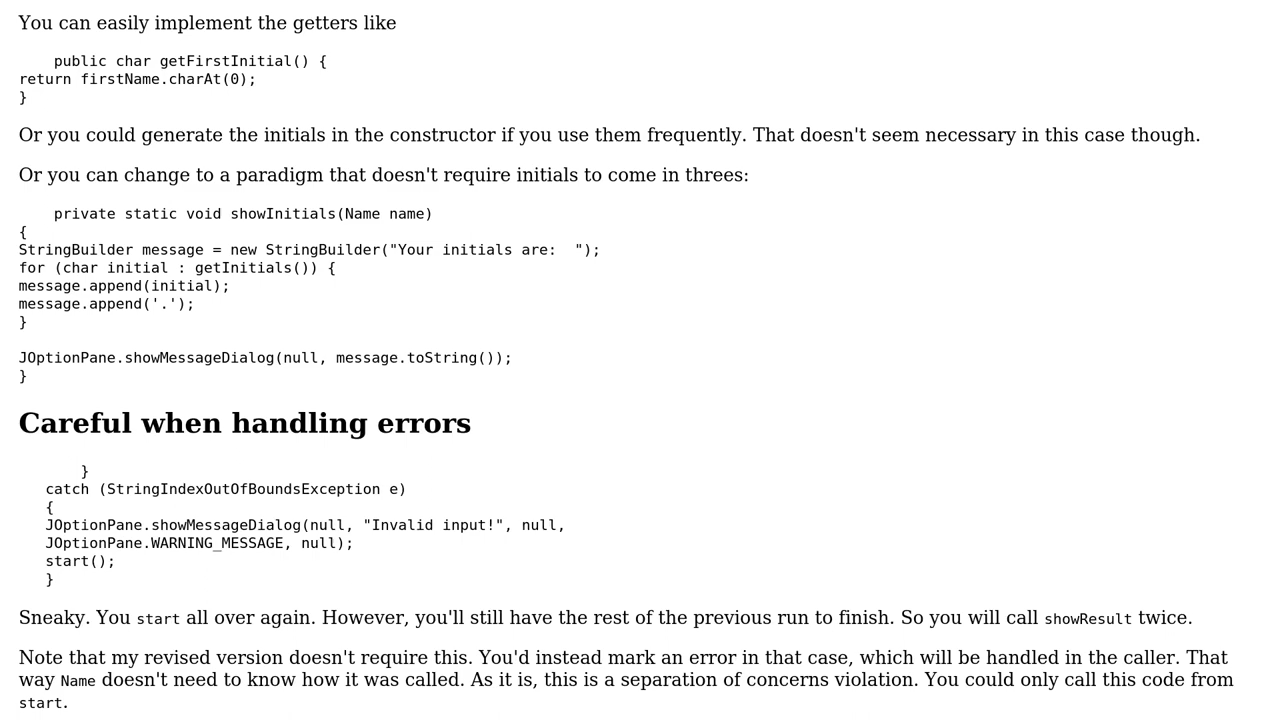 You can easily implement the getters like
    public char getFirstInitial() {
return firstName.charAt(0);
}
Or you could generate the initials in the constructor if you use them frequently. That doesn't seem necessary in this case though.
Or you can change to a paradigm that doesn't require initials to come in threes:
    private static void showInitials(Name name)
{
StringBuilder message = new StringBuilder("Your initials are:  ");
for (char initial : getInitials()) {
message.append(initial);
message.append('.');
}
JOptionPane.showMessageDialog(null, message.toString());
}
Careful when handling errors
       }
   catch (StringIndexOutOfBoundsException e)
   {
   JOptionPane.showMessageDialog(null, "Invalid input!", null,
   JOptionPane.WARNING_MESSAGE, null);
   start();
   }
Sneaky. You start all over again. However, you'll still have the rest of the previous run to finish. So you will call showResult twice.
Note that my revised version doesn't require this. You'd instead mark an error in that case, which will be handled in the caller. That
way Name doesn't need to know how it was called. As it is, this is a separation of concerns violation. You could only call this code from
start.